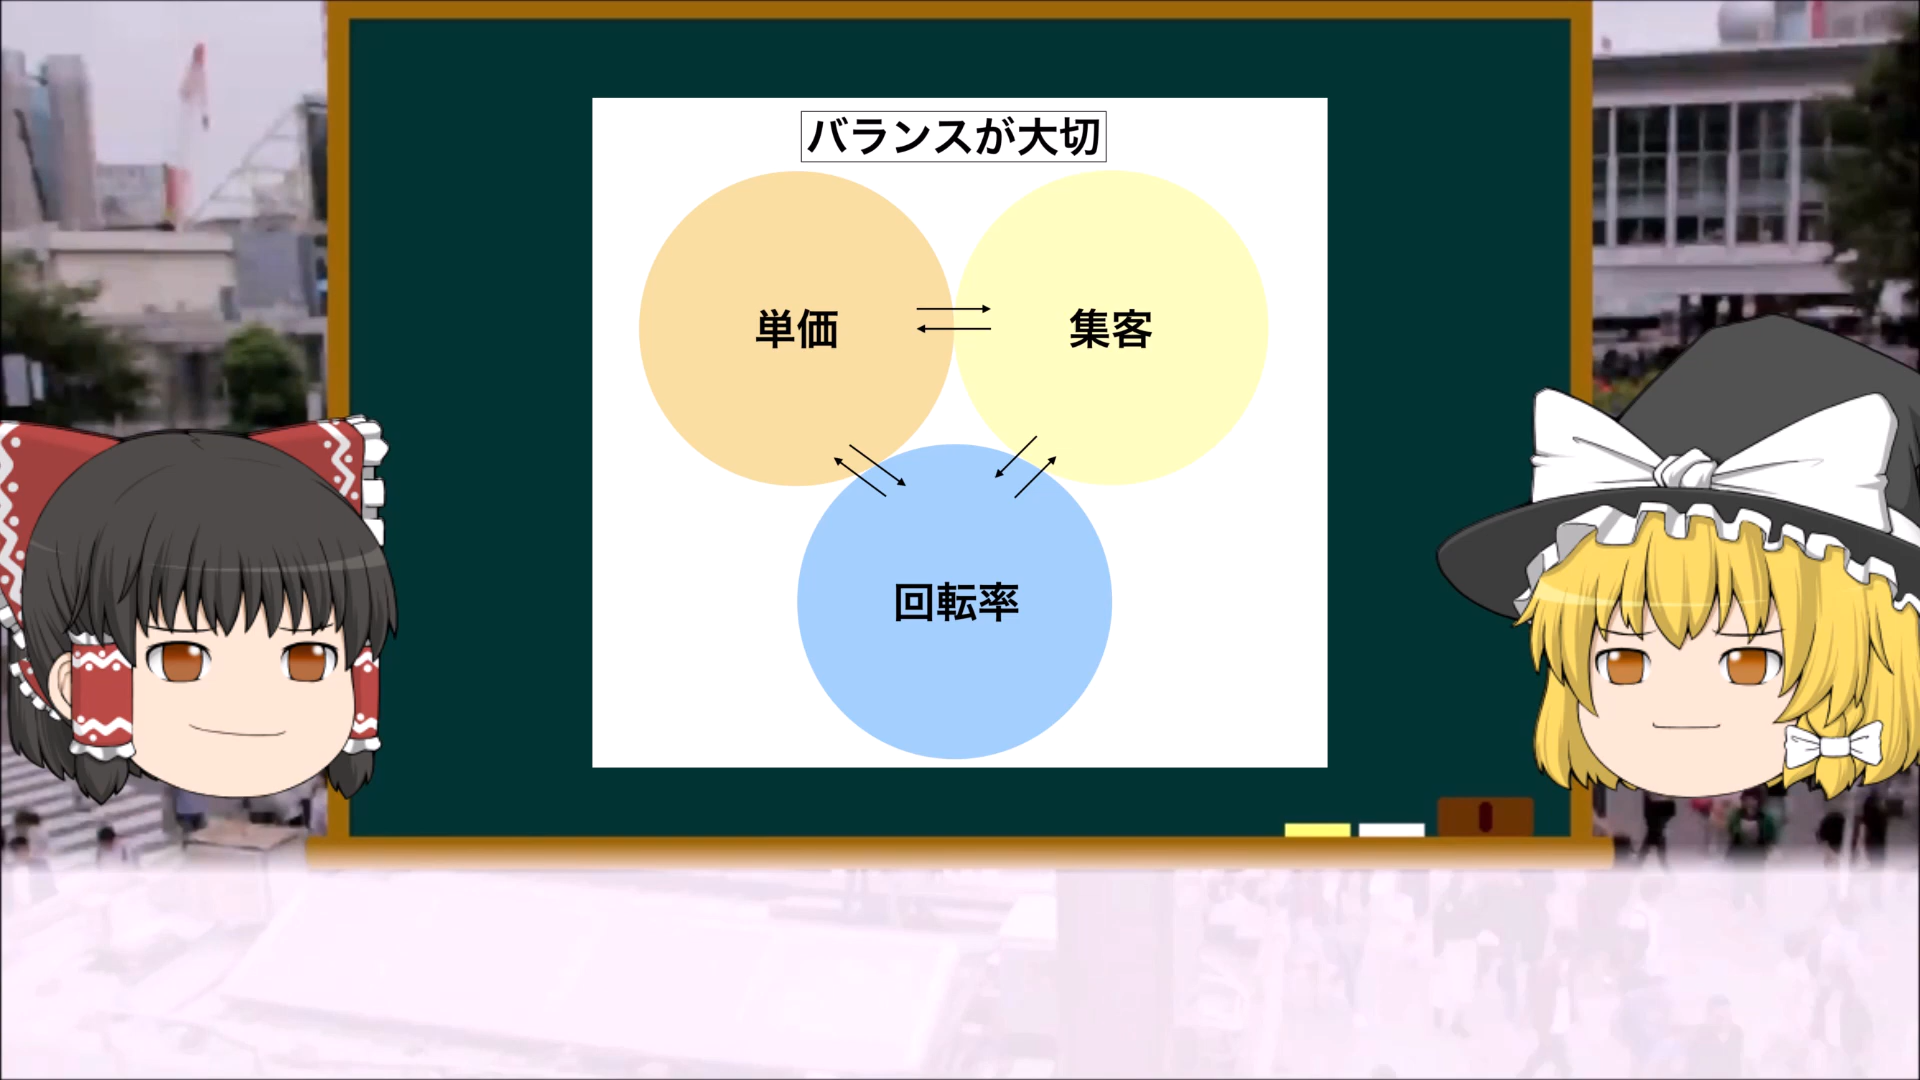 バランスが大切
単価
集客
回転率